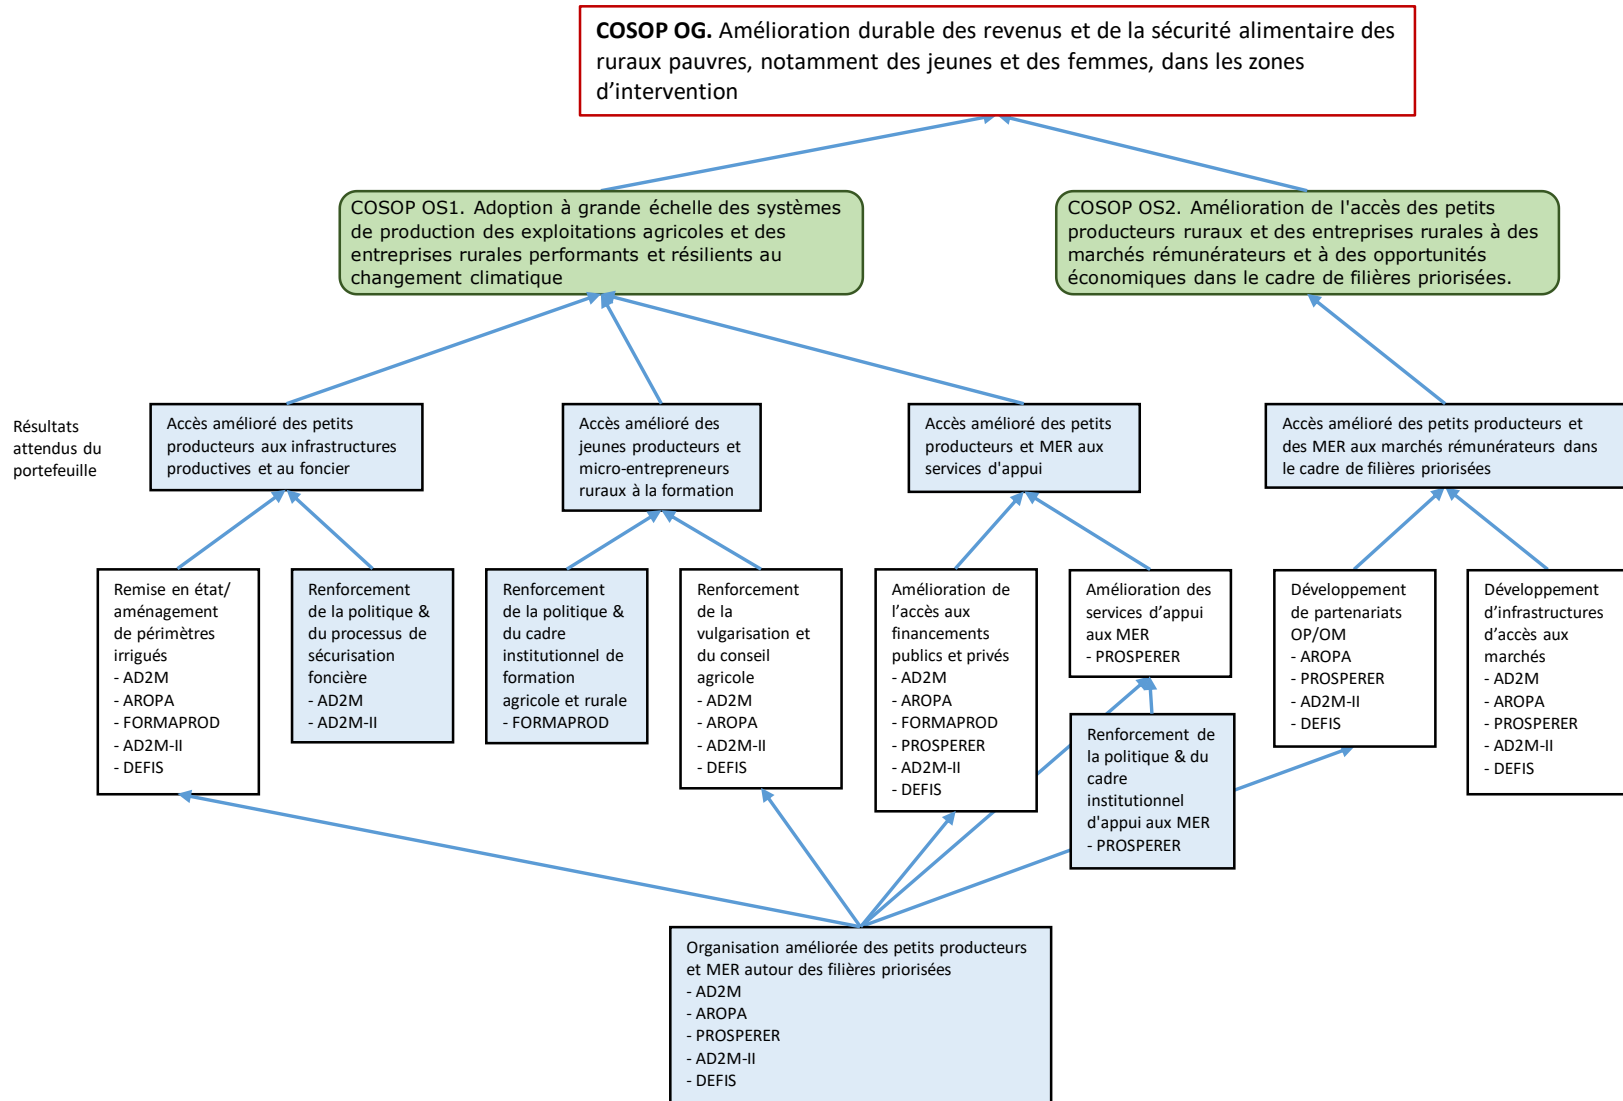 COSOP OG. Amélioration durable des revenus et de la sécurité alimentaire des
ruraux pauvres, notamment des jeunes et des femmes, dans les zones
d’intervention
COSOP OS1. Adoption à grande échelle des systèmes
de production des exploitations agricoles et des
entreprises rurales performants et résilients au
changement climatique
COSOP OS2. Amélioration de l'accès des petits
producteurs ruraux et des entreprises rurales à des
marchés rémunérateurs et à des opportunités
économiques dans le cadre de filières priorisées.
Résultats
attendus du
portefeuille
Accès amélioré des petits
producteurs aux infrastructures
productives et au foncier
Accès amélioré des
jeunes producteurs et
micro-entrepreneurs
ruraux à la formation
Accès amélioré des petits
producteurs et MER aux
services d'appui
Accès amélioré des petits producteurs et
des MER aux marchés rémunérateurs dans
le cadre de filières priorisées
Remise en état/
aménagement
de périmètres
irrigués
- AD2M
- AROPA
- FORMAPROD
- AD2M-II
- DEFIS
Renforcement
de la politique &
du processus de
sécurisation
foncière
- AD2M
- AD2M-II
Renforcement
de la politique &
du cadre
institutionnel de
formation
agricole et rurale
- FORMAPROD
Renforcement
de la
vulgarisation et
du conseil
agricole
- AD2M
- AROPA
- AD2M-II
- DEFIS
Amélioration de
l’accès aux
financements
publics et privés
- AD2M
- AROPA
- FORMAPROD
- PROSPERER
- AD2M-II
- DEFIS
Amélioration des
services d’appui
aux MER
- PROSPERER
Renforcement de
la politique & du
cadre
institutionnel
d'appui aux MER
- PROSPERER
Développement
de partenariats
OP/OM
- AROPA
- PROSPERER
- AD2M-II
- DEFIS
Développement
d’infrastructures
d’accès aux
marchés
- AD2M
- AROPA
- PROSPERER
- AD2M-II
- DEFIS
Organisation améliorée des petits producteurs
et MER autour des filières priorisées
- AD2M
- AROPA
- PROSPERER
- AD2M-II
- DEFIS